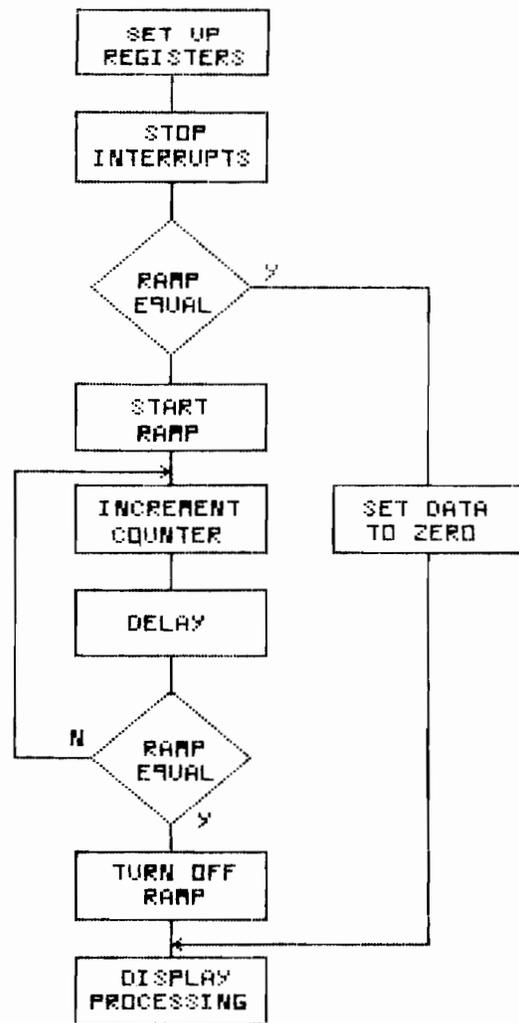 SET UP
REGISTERS
STOP
INTERRUPTS
RAMP
EQUAL
Y
START
RAMP
INCREMENT
COUNTER
SET DATA
TO ZERO
DELAY
N
RAMP
EQUAL
Y
TURN OFF
RAMP
DISPLAY
PROCESSING